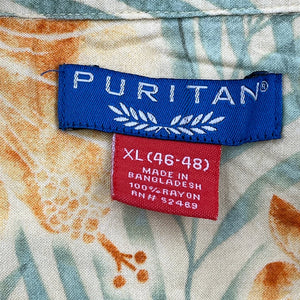 PURITAN®
XL (46-48)
MADE IN
BANGLADESH
100% RAYON
RN# 52469